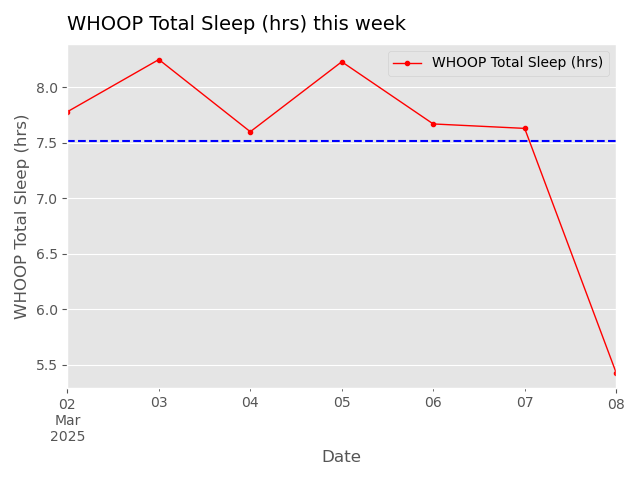 WHOOP Total Sleep (hrs) this week
WHOOP Total Sleep (hrs)
WHOOP Total Sleep (hrs)
8.0
7.5
7.0
6.5
6.0
5.5
02 03 04 05 06 07 08
Mar
2025
Date